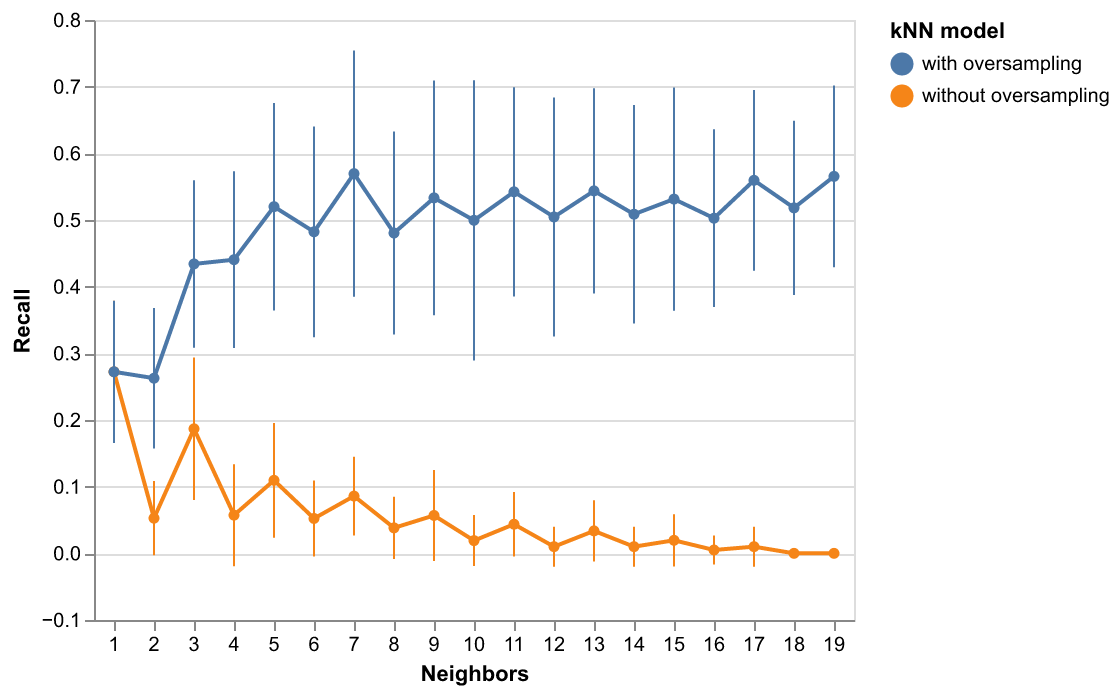 kNN model
with oversampling
without oversampling
Recall
0.8
0.7
0.6
0.5
0.4
0.3
0.2
0.1
0.0
−0.1
1 2 3 4 5 6 7 8 9 10 11 12 13 14 15 16 17 18 19
Neighbors